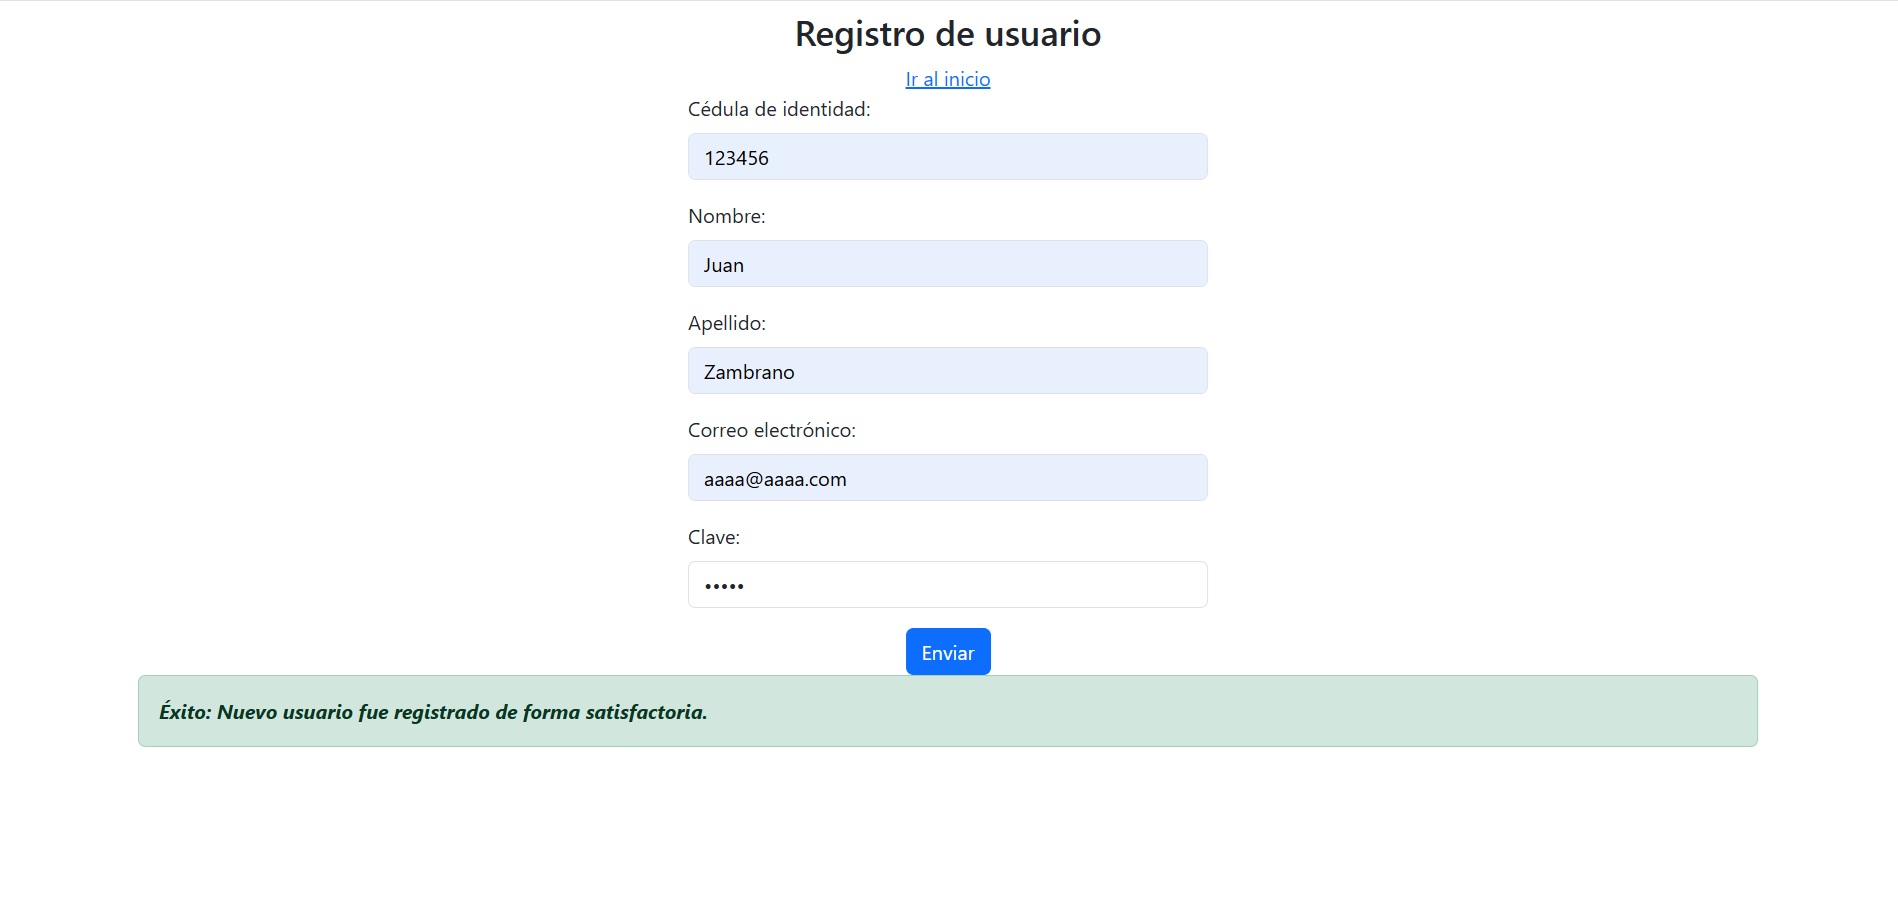 Registro de usuario
Ir al inicio
Cédula de identidad:
123456
Nombre:
Juan
Apellido:
Zambrano
Correo electrónico:
aaaa@aaaa.com
Clave:
•••••
Enviar
Éxito: Nuevo usuario fue registrado de forma satisfactoria.